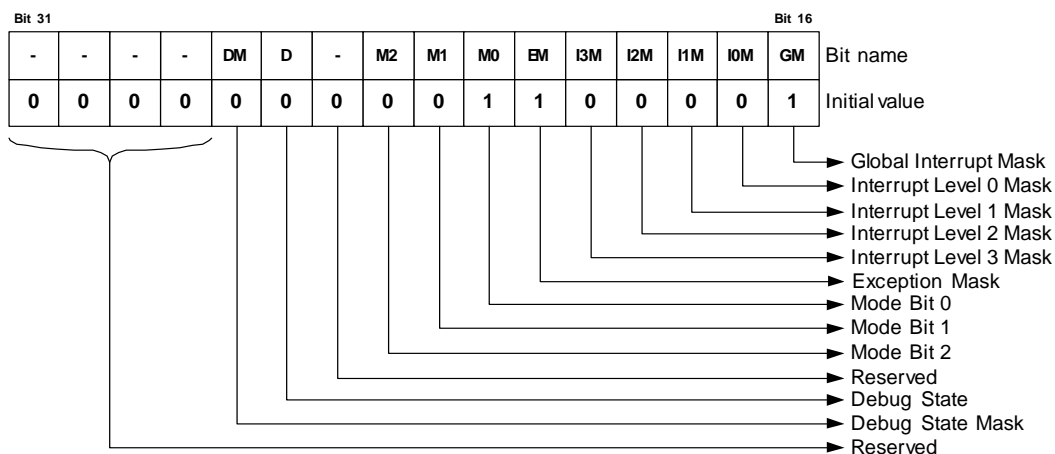 Bit 31 Bit 16
- - - - DM D - M2 M1 M0 EM I3M I2M I1M I0M GM Bit name
0 0 0 0 0 0 0 0 0 1 1 0 0 0 0 1 Initial value
Global Interrupt Mask
Interrupt Level 0 Mask
Interrupt Level 1 Mask
Interrupt Level 2 Mask
Interrupt Level 3 Mask
Exception Mask
Mode Bit 0
Mode Bit 1
Mode Bit 2
Reserved
Debug State
Debug State Mask
Reserved